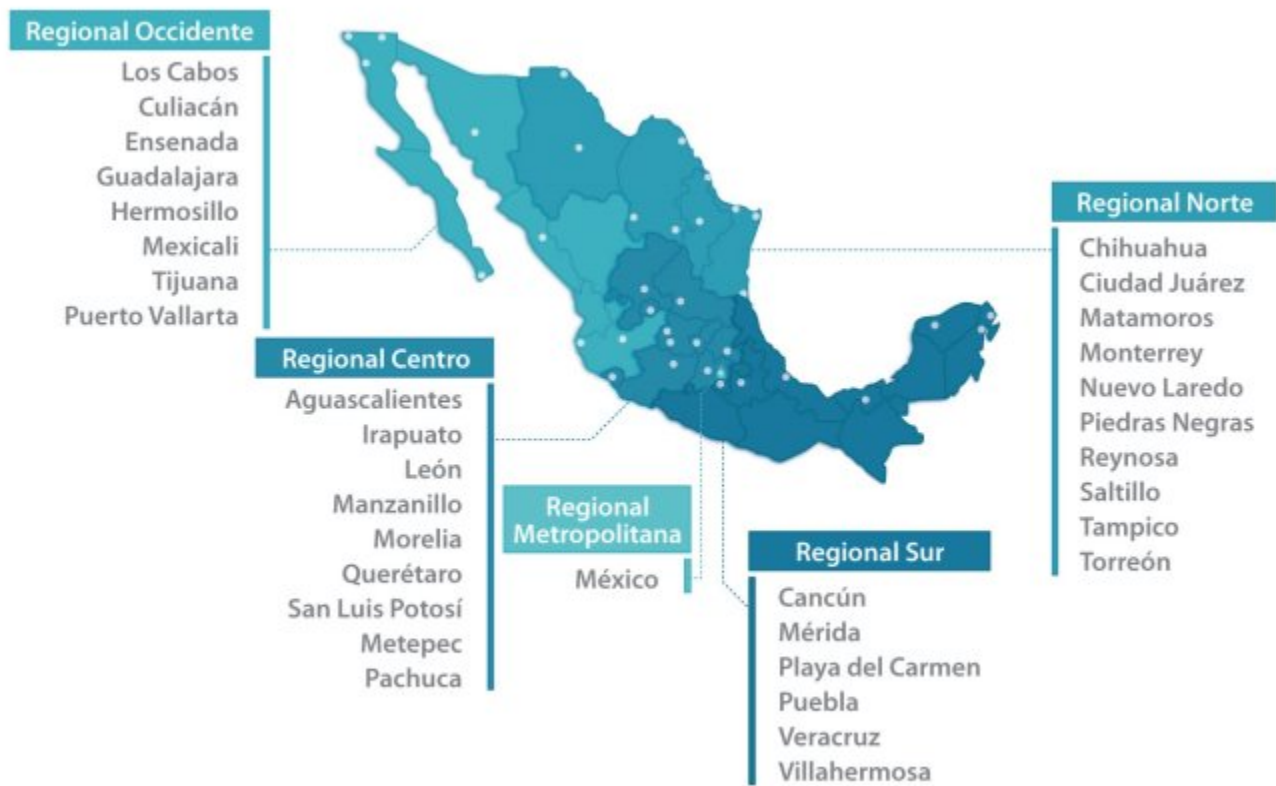 Regional Occidente
Los Cabos
Culiacán
Ensenada
Guadalajara
Hermosillo
Mexicali
Tijuana
Puerto Vallarta
Regional Centro
Aguascalientes
Irapuato
León
Manzanillo
Morelia
Querétaro
San Luis Potosí
Metepec
Pachuca
Regional
Metropolitana
México
Regional Sur
Cancún
Mérida
Playa del Carmen
Puebla
Veracruz
Villahermosa
Regional Norte
Chihuahua
Ciudad Juárez
Matamoros
Monterrey
Nuevo Laredo
Piedras Negras
Reynosa
Saltillo
Tampico
Torreón